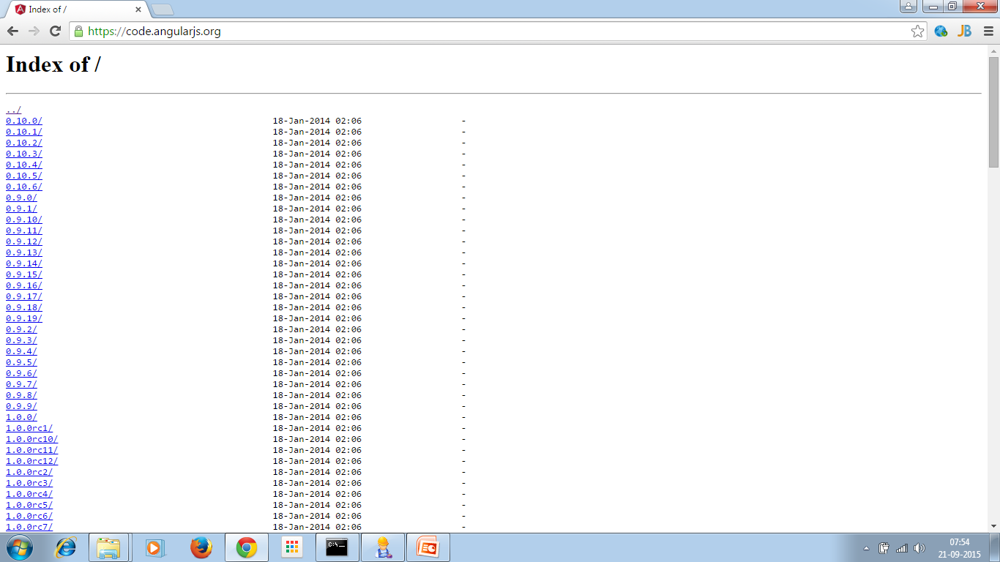 Index of /
https://code.angularjs.org
JB
Index of /
../
0.10.0/ 18-Jan-2014 02:06 -
0.10.1/ 18-Jan-2014 02:06 -
0.10.2/ 18-Jan-2014 02:06 -
0.10.3/ 18-Jan-2014 02:06 -
0.10.4/ 18-Jan-2014 02:06 -
0.10.5/ 18-Jan-2014 02:06 -
0.10.6/ 18-Jan-2014 02:06 -
0.9.0/ 18-Jan-2014 02:06 -
0.9.1/ 18-Jan-2014 02:06 -
0.9.10/ 18-Jan-2014 02:06 -
0.9.11/ 18-Jan-2014 02:06 -
0.9.12/ 18-Jan-2014 02:06 -
0.9.13/ 18-Jan-2014 02:06 -
0.9.14/ 18-Jan-2014 02:06 -
0.9.15/ 18-Jan-2014 02:06 -
0.9.16/ 18-Jan-2014 02:06 -
0.9.17/ 18-Jan-2014 02:06 -
0.9.18/ 18-Jan-2014 02:06 -
0.9.19/ 18-Jan-2014 02:06 -
0.9.2/ 18-Jan-2014 02:06 -
0.9.3/ 18-Jan-2014 02:06 -
0.9.4/ 18-Jan-2014 02:06 -
0.9.5/ 18-Jan-2014 02:06 -
0.9.6/ 18-Jan-2014 02:06 -
0.9.7/ 18-Jan-2014 02:06 -
0.9.8/ 18-Jan-2014 02:06 -
0.9.9/ 18-Jan-2014 02:06 -
1.0.0/ 18-Jan-2014 02:06 -
1.0.0rc1/ 18-Jan-2014 02:06 -
1.0.0rc10/ 18-Jan-2014 02:06 -
1.0.0rc11/ 18-Jan-2014 02:06 -
1.0.0rc12/ 18-Jan-2014 02:06 -
1.0.0rc2/ 18-Jan-2014 02:06 -
1.0.0rc3/ 18-Jan-2014 02:06 -
1.0.0rc4/ 18-Jan-2014 02:06 -
1.0.0rc5/ 18-Jan-2014 02:06 -
1.0.0rc6/ 18-Jan-2014 02:06 -
1.0.0rc7/ 18-Jan-2014 02:06 -
07:54
21-09-2015